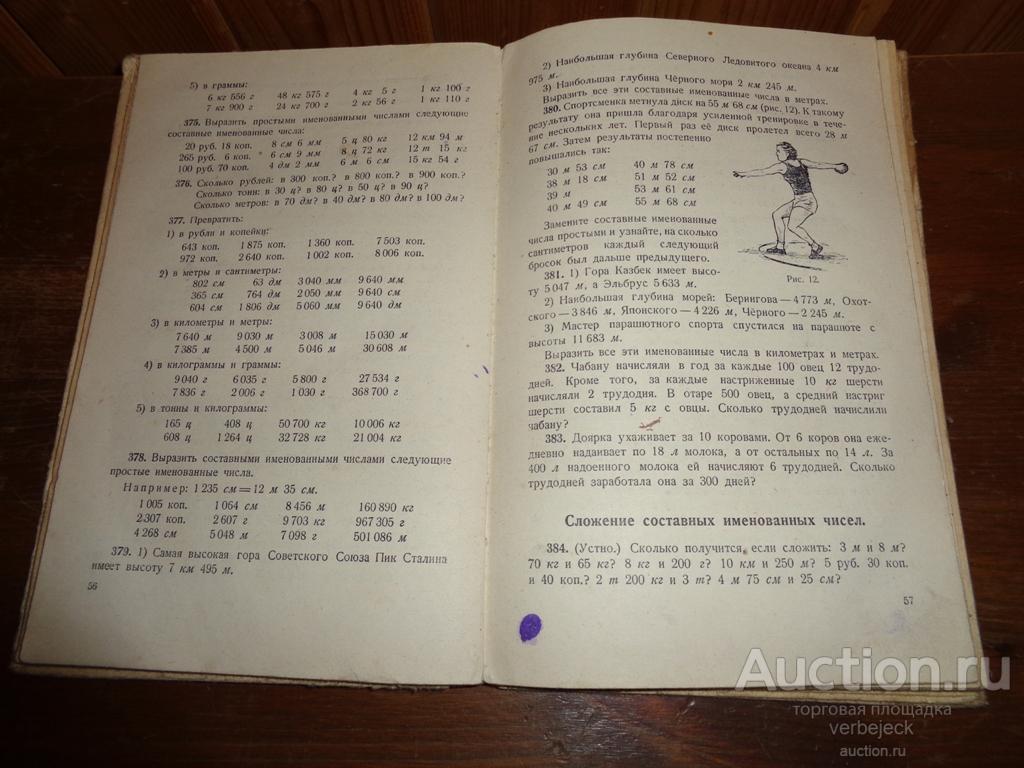 5) в граммы:
6 кг 556 г 48 кг 575 г 4 кг 5 г 1 кг 100 г
7 кг 900 г 24 кг 700 г 2 кг 56 г 1 кг 110 г
375. Выразить простыми именованными числами следующие
составные именованные числа:
20 руб. 18 коп. 8 см 6 мм 5 ц 80 кг 12 км 94 м
265 руб. 6 коп. 6 см 9 мм 8 ц 72 кг 12 т 15 кг
100 руб. 70 коп. 4 дм 2 мм 6 м 6 см 15 кг 54 г
376. Сколько рублей: в 300 коп.? в 800 коп.? в 900 коп.?
Сколько тонн: в 30 ц? в 80 ц? в 50 ц? в 90 ц?
Сколько метров: в 70 дм? в 40 дм? в 80 дм? в 100 дм?
377. Превратить:
1) в рубли и копейки:
643 коп. 1 875 коп. 1 360 коп. 7 503 коп.
972 коп. 2 640 коп. 1 002 коп. 8 006 коп.
2) в метры и сантиметры:
802 см 63 дм 3 040 мм 9 640 мм
365 см 764 дм 2 050 мм 9 640 см
604 см 1 806 дм 5 060 мм 9 640 дм
3) в километры и метры:
7 640 м 9 030 м 3 008 м 15 030 м
7 385 м 4 500 м 5 046 м 30 608 м
4) в килограммы и граммы:
9 040 г 6 035 г 5 800 г 27 534 г
7 836 г 2 006 г 1 030 г 368 700 г
5) в тонны и килограммы:
165 ц 408 ц 50 700 кг 10 006 кг
608 ц 1 264 ц 32 728 кг 21 004 кг
378. Выразить составными именованными числами следующие
простые именованные числа.
Например: 1 235 см = 12 м 35 см.
1 005 коп. 1 064 см 8 456 м 160 890 кг
2 307 коп. 2 607 г 9 703 кг 967 305 г
4 268 см 5 048 м 7 098 г 501 086 м
379. 1) Самая высокая гора Советского Союза Пик Сталина
имеет высоту 7 км 495 м.
56
2) Наибольшая глубина Северного Ледовитого океана 4 км
975 м.
3) Наибольшая глубина Чёрного моря 2 км 245 м.
Выразить все эти именованные числа в метрах.
380. Спортсменка метнула диск на 55 м 68 см (рис. 12). К такому
результату она пришла благодаря усиленной тренировке в тече-
ние нескольких лет. Первый раз её диск пролетел всего 28 м
67 см. Затем результаты постепенно
повышались так:
30 м 53 см 40 м 78 см
38 м 18 см 51 м 52 см
39 м 53 м 61 см
40 м 49 см 55 м 68 см
Замените составные именованные
числа простыми и узнайте, на сколько
сантиметров каждый следующий
бросок был дальше предыдущего.
Рис. 12.
381. 1) Гора Казбек имеет высо-
ту 5 047 м, а Эльбрус 5 633 м.
2) Наибольшая глубина морей: Берингова — 4 773 м, Охот-
ского — 3 846 м, Японского — 4 226 м, Чёрного — 2 245 м.
3) Мастер парашютного спорта спустился на парашюте с
высоты 11 683 м.
Выразить все эти именованные числа в километрах и метрах.
382. Чабану начисляли в год за каждые 100 овец 12 трудо-
дней. Кроме того, за каждые настриженные 10 кг шерсти
начисляли 2 трудодня. В отаре 500 овец, а средний настриг
шерсти составил 5 кг с овцы. Сколько трудодней начислили
чабану?
383. Доярка ухаживает за 10 коровами. От 6 коров она еже-
дневно надаивает по 18 л молока, а от остальных по 14 л. За
400 л надоенного молока ей начисляют 6 трудодней. Сколько
трудодней заработала она за 300 дней?
Сложение составных именованных чисел.
384. (Устно.) Сколько получится, если сложить: 3 м и 8 м?
70 кг и 65 кг? 8 кг и 200 г? 10 км и 250 м? 5 руб. 30 коп.
и 40 коп.? 2 т 200 кг и 3 т? 4 м 75 см и 25 см?
57
Auction.ru
торговая площадка
verbejeck
auction.ru